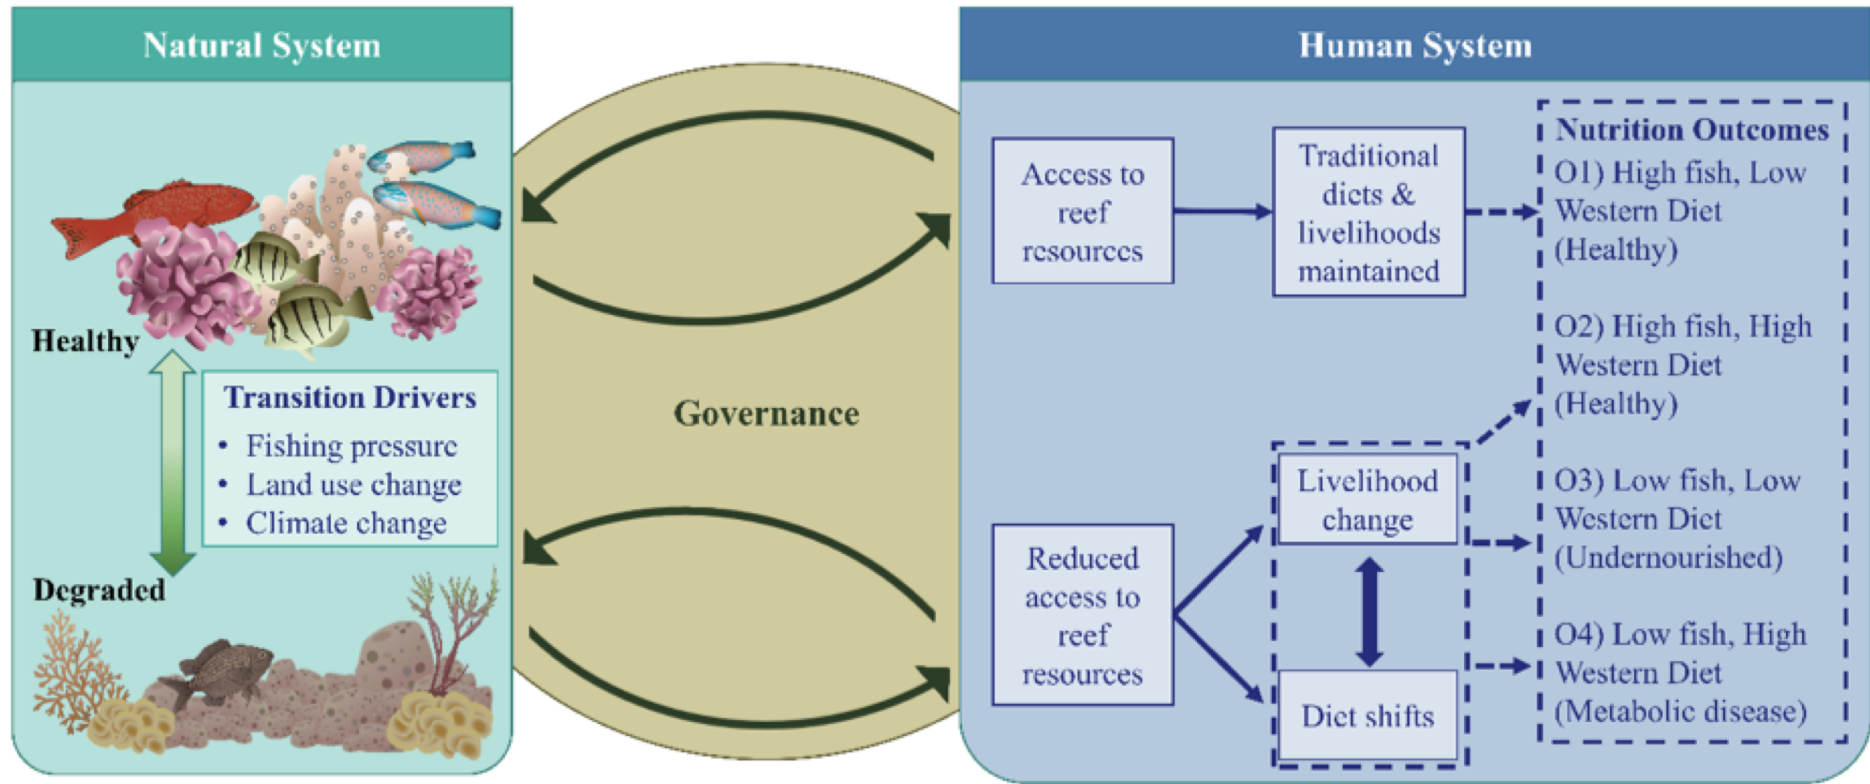 Natural System
Healthy
Transition Drivers
• Fishing pressure
• Land use change
• Climate change
Degraded
Governance
Human System
Access to
reef
resources
Traditional
diets &
livelihoods
maintained
Reduced
access to
reef
resources
Livelihood
change
Diet shifts
Nutrition Outcomes
O1) High fish, Low
Western Diet
(Healthy)
O2) High fish, High
Western Diet
(Healthy)
O3) Low fish, Low
Western Diet
(Undernourished)
O4) Low fish, High
Western Diet
(Metabolic disease)